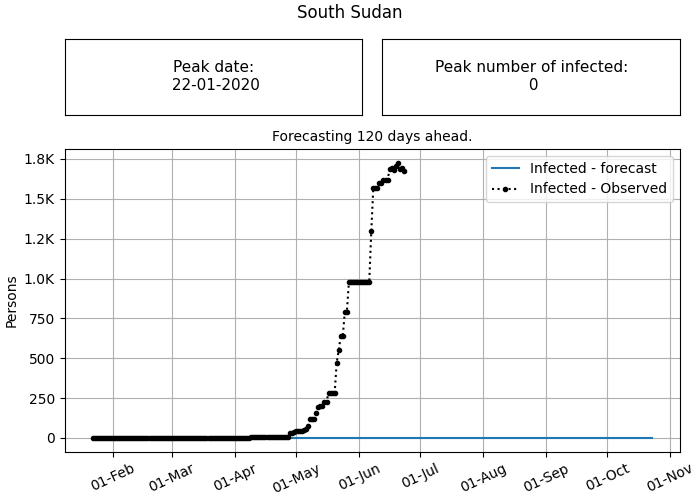 South Sudan
Peak date:
22-01-2020
Peak number of infected:
0
Forecasting 120 days ahead.
Infected - forecast
Infected - Observed
Persons
1.8K
1.5K
1.2K
1.0K
750
500
250
0
01-Feb
01-Mar
01-Apr
01-May
01-Jun
01-Jul
01-Aug
01-Sep
01-Oct
01-Nov